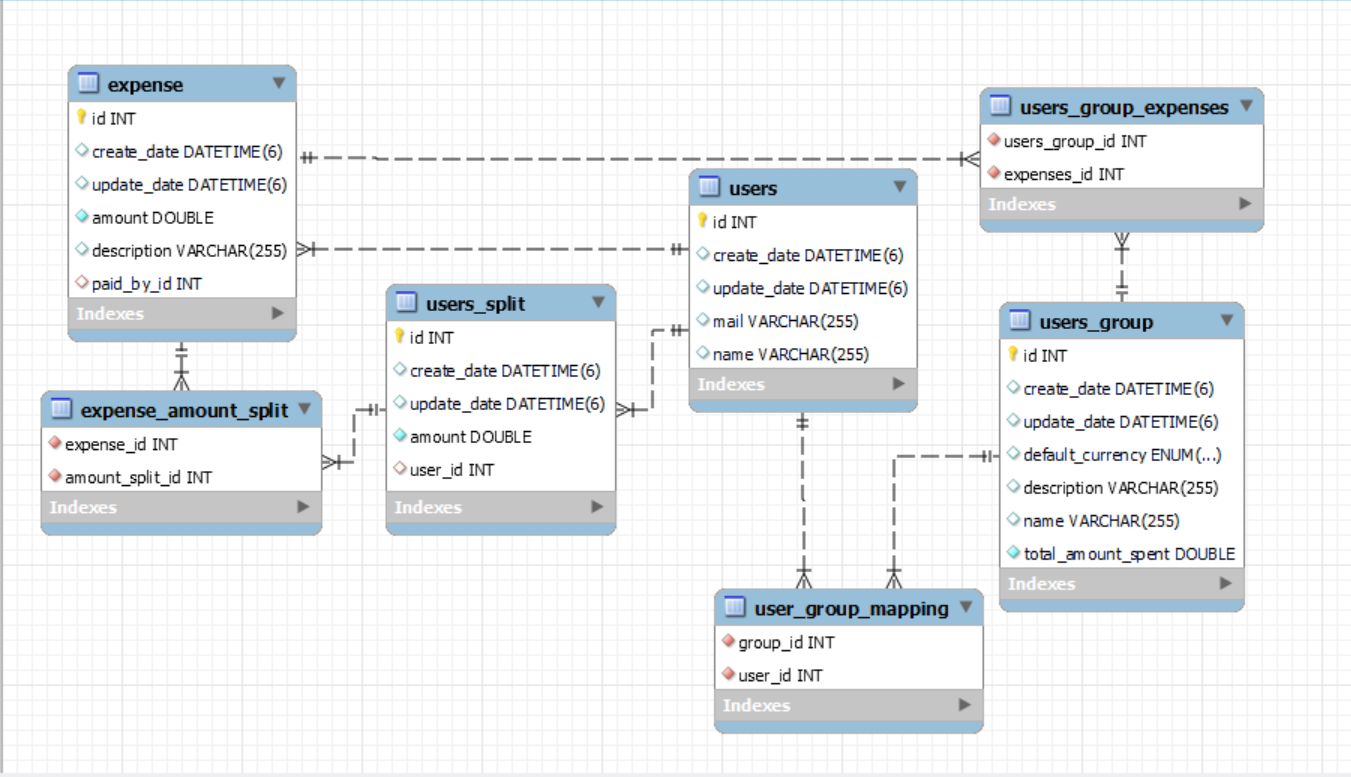 expense
id INT
create_date DATETIME(6)
update_date DATETIME(6)
amount DOUBLE
description VARCHAR(255)
paid_by_id INT
Indexes
expense_amount_split
expense_id INT
amount_split_id INT
Indexes
users_split
id INT
create_date DATETIME(6)
update_date DATETIME(6)
amount DOUBLE
user_id INT
Indexes
users
id INT
create_date DATETIME(6)
update_date DATETIME(6)
mail VARCHAR(255)
name VARCHAR(255)
Indexes
users_group_expenses
users_group_id INT
expenses_id INT
Indexes
users_group
id INT
create_date DATETIME(6)
update_date DATETIME(6)
default_currency ENUM(...)
description VARCHAR(255)
name VARCHAR(255)
total_amount_spent DOUBLE
Indexes
user_group_mapping
group_id INT
user_id INT
Indexes